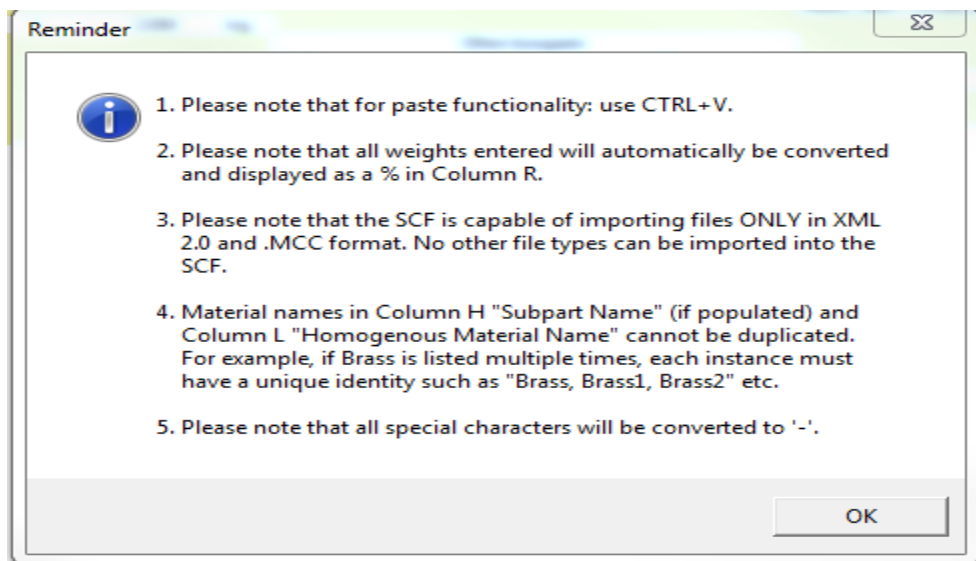 Reminder
1. Please note that for paste functionality: use CTRL+V.
2. Please note that all weights entered will automatically be converted
and displayed as a % in Column R.
3. Please note that the SCF is capable of importing files ONLY in XML
2.0 and .MCC format. No other file types can be imported into the
SCF.
4. Material names in Column H "Subpart Name" (if populated) and
Column L "Homogenous Material Name" cannot be duplicated.
For example, if Brass is listed multiple times, each instance must
have a unique identity such as "Brass, Brass1, Brass2" etc.
5. Please note that all special characters will be converted to '-'.
OK